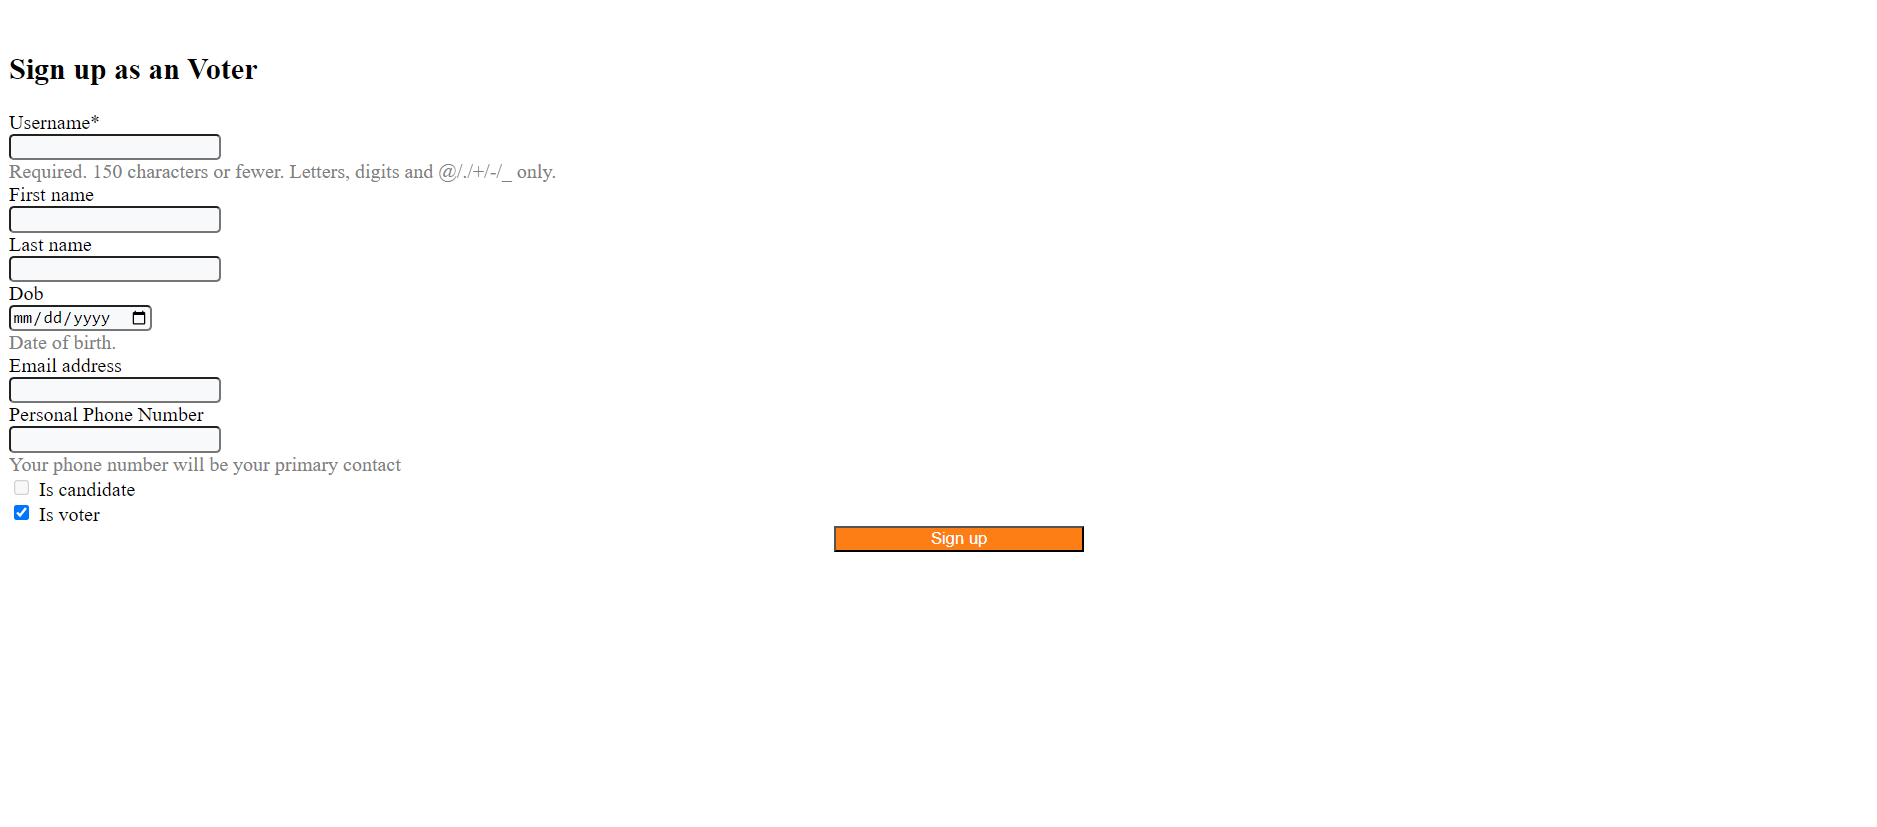 Sign up as an Voter
Username*
Required. 150 characters or fewer. Letters, digits and @/./+/-/_ only.
First name
Last name
Dob
mm/dd/yyyy
Date of birth.
Email address
Personal Phone Number
Your phone number will be your primary contact
Is candidate
Is voter
Sign up